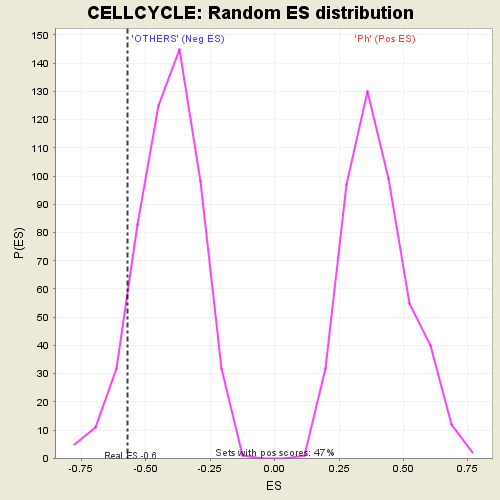 CELLCYCLE: Random ES distribution
'OTHERS' (Neg ES)
'Ph' (Pos ES)
150
140
130
120
110
100
90
80
70
60
50
40
30
20
10
0
P(ES)
Real ES -0.6
Sets with pos scores: 47%
-0.75 -0.50 -0.25 0.00 0.25 0.50 0.75
ES